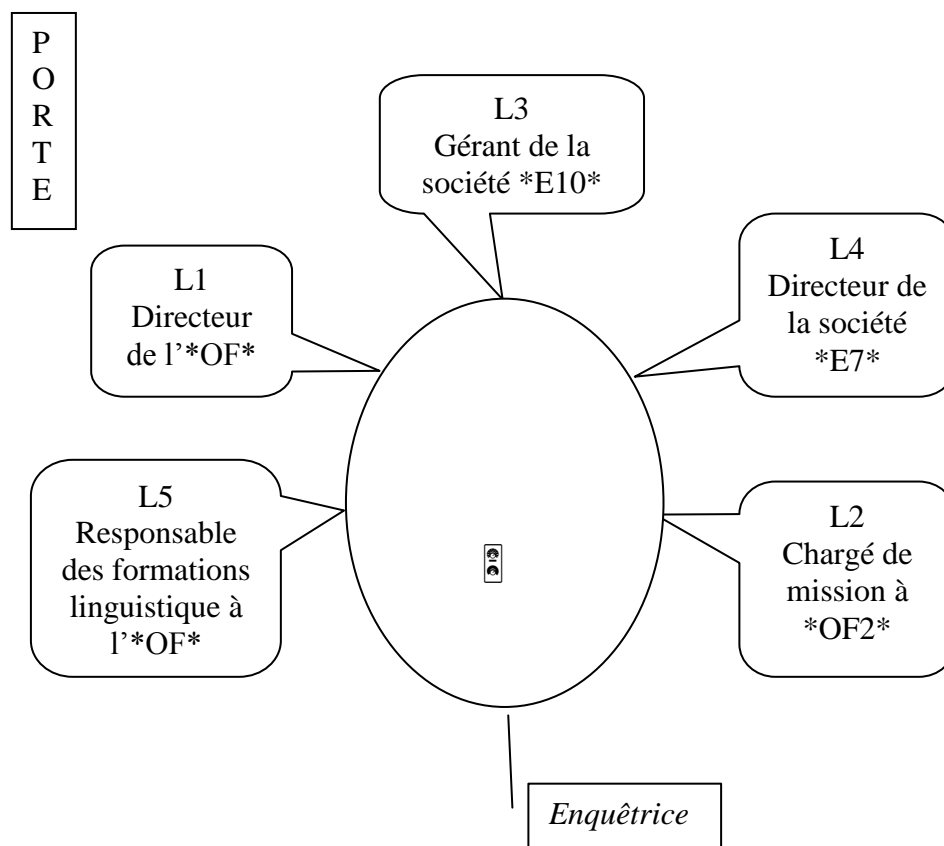 P
O
R
T
E
L3
Gérant de la
société *E10*
L1
Directeur
de l’*OF*
L4
Directeur de
la société
*E7*
L5
Responsable
des formations
linguistique à
l’*OF*
L2
Chargé de
mission à
*OF2*
Enquêtrice